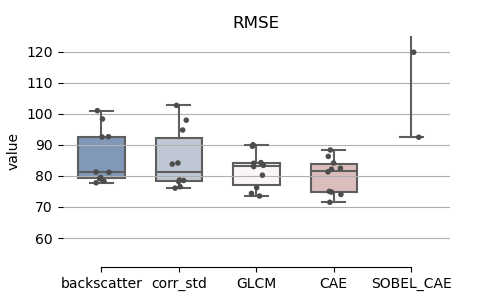 RMSE
120
110
100
90
80
70
60
value
backscatter
corr_std
GLCM
CAE
SOBEL_CAE